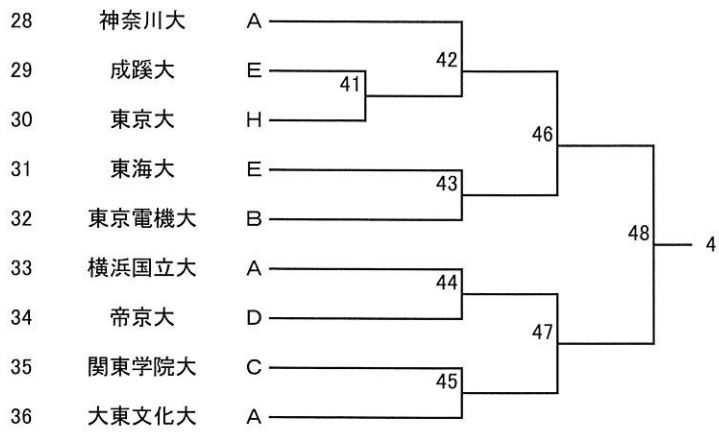 28 神奈川大 A
42
29 成蹊大 E
41
30 東京大 H
46
31 東海大 E
43
32 東京電機大 B
48 4
33 横浜国立大 A
44
34 帝京大 D
47
35 関東学院大 C
45
36 大東文化大 A